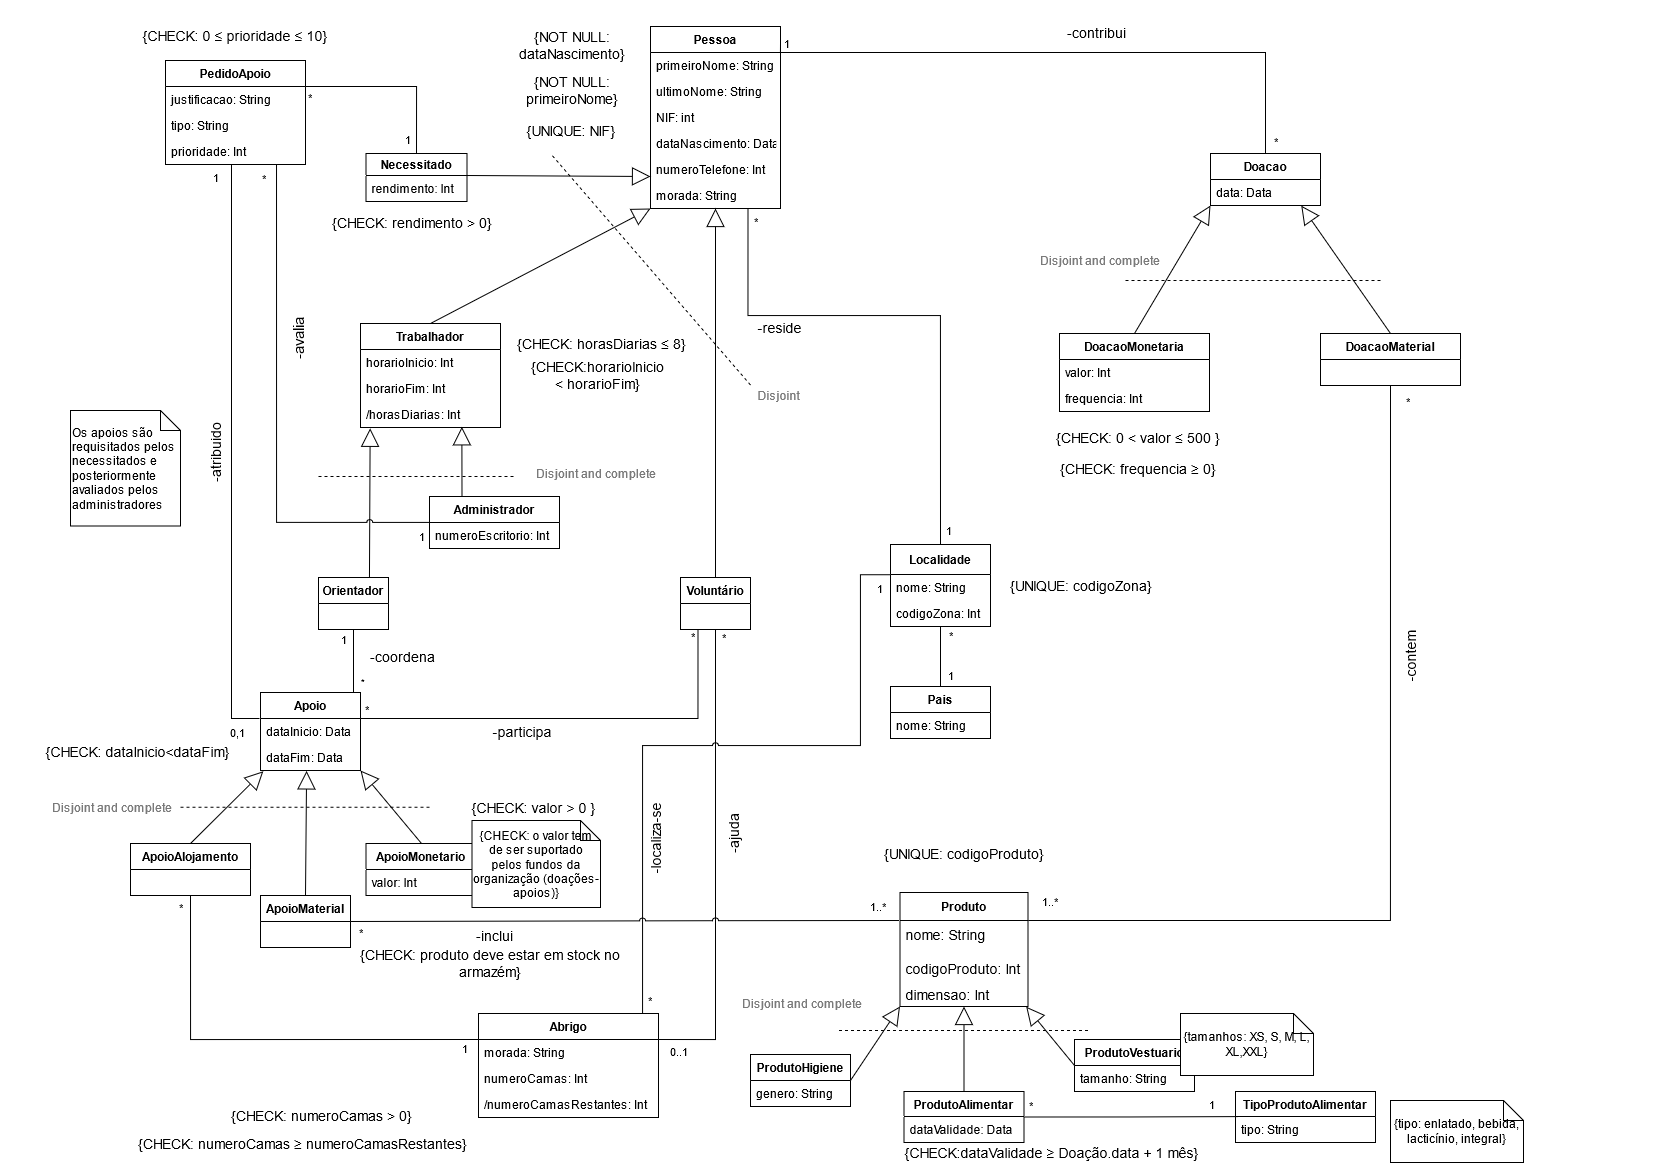 {CHECK: 0 ≤ prioridade ≤ 10}
PedidoApoio
justificacao: String
tipo: String
prioridade: Int
*
1
1
*
{NOT NULL:
dataNascimento}
{NOT NULL:
primeiroNome}
{UNIQUE: NIF}
Pessoa
primeiroNome: String
ultimoNome: String
NIF: int
dataNascimento: Data
numeroTelefone: Int
morada: String
1
*
-contribui
*
Doacao
data: Data
Necessitado
rendimento: Int
{CHECK: rendimento > 0}
Disjoint and complete
-avalia
-reside
Trabalhador
horarioInicio: Int
horarioFim: Int
/horasDiarias: Int
{CHECK: horasDiarias ≤ 8}
{CHECK:horarioInicio
< horarioFim}
Disjoint
DoacaoMonetaria
valor: Int
frequencia: Int
DoacaoMaterial
*
{CHECK: 0 < valor ≤ 500 }
{CHECK: frequencia ≥ 0}
Os apoios são
requisitados pelos
necessitados e
posteriormente
avaliados pelos
administradores
-atribuido
Disjoint and complete
Administrador
numeroEscritorio: Int
1
1
Localidade
nome: String
codigoZona: Int
1
*
{UNIQUE: codigoZona}
Orientador
1
Voluntário
*
*
-coordena
*
-contem
1
Pais
nome: String
Apoio
dataInicio: Data
dataFim: Data
*
0,1
-participa
{CHECK: dataInicio<dataFim}
Disjoint and complete
{CHECK: valor > 0 }
{CHECK: o valor tem
de ser suportado
pelos fundos da
organização (doações-
apoios)}
-localiza-se
-ajuda
ApoioAlojamento
*
ApoioMonetario
valor: Int
ApoioMaterial
*
-inclui
{CHECK: produto deve estar em stock no
armazém}
{UNIQUE: codigoProduto}
1..*
Produto
nome: String
codigoProduto: Int
dimensao: Int
1..*
Disjoint and complete
*
Abrigo
morada: String
numeroCamas: Int
/numeroCamasRestantes: Int
1
0..1
{CHECK: numeroCamas > 0}
{CHECK: numeroCamas ≥ numeroCamasRestantes}
ProdutoHigiene
genero: String
ProdutoVestuario
tamanho: String
{tamanhos: XS, S, M, L,
XL,XXL}
ProdutoAlimentar
dataValidade: Data
*
1
TipoProdutoAlimentar
tipo: String
{tipo: enlatado, bebida,
lacticínio, integral}
{CHECK:dataValidade ≥ Doação.data + 1 mês}